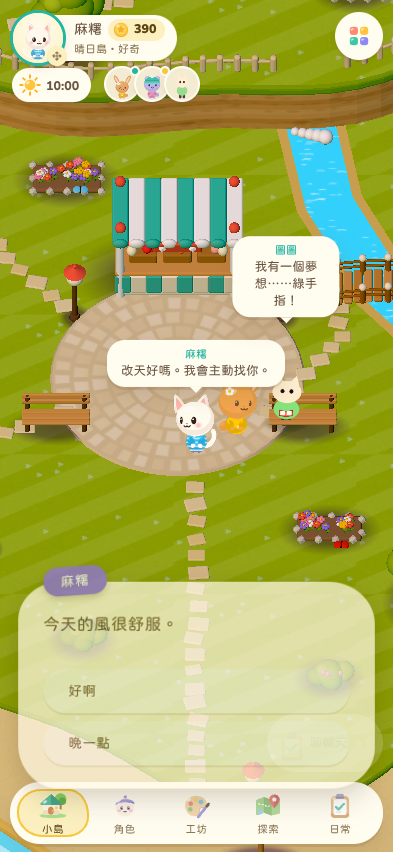 麻糬 390
晴日島・好奇
10:00
圖圖
我有一個夢
想……綠手
指！
麻糬
改天好嗎。我會主動找你。
麻糬
今天的風很舒服。
好啊
晚一點
小島
角色
工坊
探索
日常